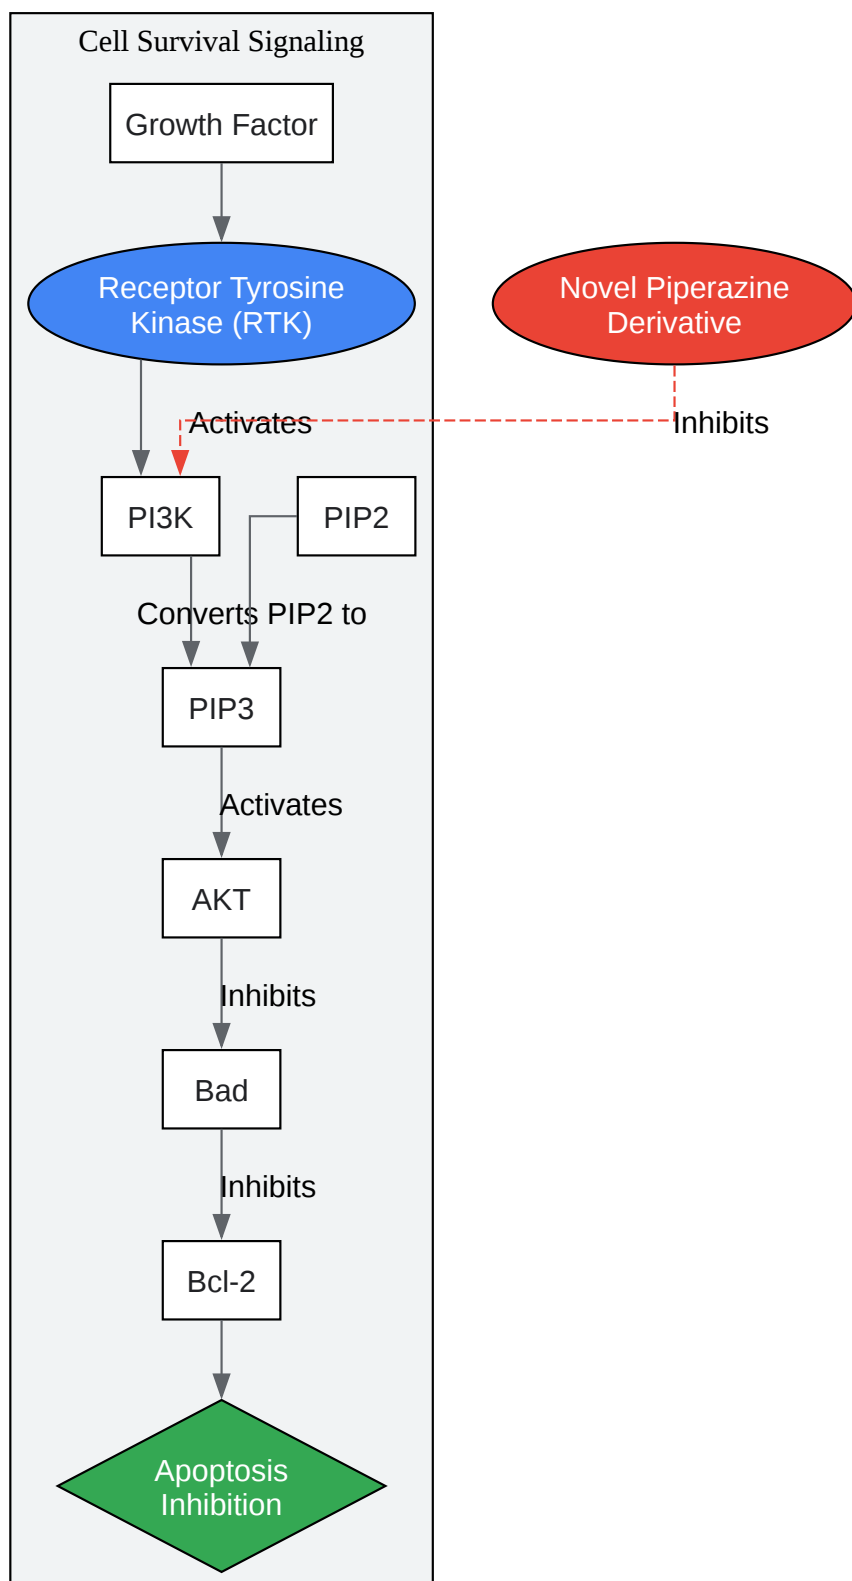 Cell Survival Signaling
Growth Factor
Receptor Tyrosine
Kinase (RTK)
Novel Piperazine
Derivative
Activates
Inhibits
PI3K
PIP2
Converts PIP2 to
PIP3
Activates
AKT
Inhibits
Bad
Inhibits
Bcl-2
Apoptosis
Inhibition